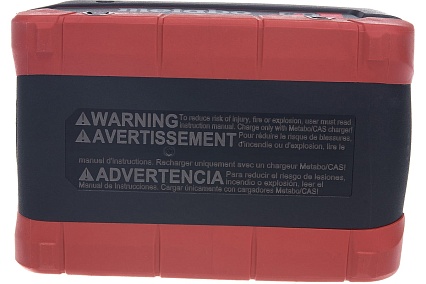 ⚠WARNING To reduce risk of injury, fire or explosion, user must read
instruction manual. Charge only with Metabo/CAS charger!
⚠AVERTISSEMENT Pour réduire le risque de blessures,
d'incendie ou d'explosion, lire le
manuel d'instructions. Recharger uniquement avec un chargeur Metabo/CAS!
⚠ADVERTENCIA Para reducir el riesgo de lesiones,
incendio o explosión, leer el
Manual de Instrucciones. Cargar únicamente con cargadores Metabo/CAS!